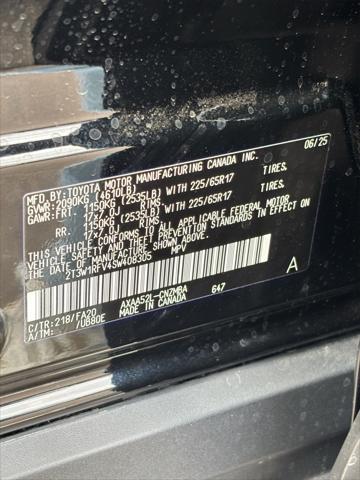 MFD.BY:TOYOTA MOTOR MANUFACTURING CANADA INC. 06/25
GVWR:2090KG (4610LB)
GAWR:FRT. 1150KG (2535LB) WITH 225/65R17 TIRES.
17x7.0J RIMS.
RR. 1150KG (2535LB) WITH 225/65R17 TIRES.
17x7.0J RIMS.
THIS VEHICLE CONFORMS TO ALL APPLICABLE FEDERAL MOTOR
VEHICLE SAFETY AND THEFT PREVENTION STANDARDS IN EFFECT ON
THE DATE OF MANUFACTURE SHOWN ABOVE.
2T3W1RFV4SW408305 MPV
A
C/TR:218/FA20 AXAA52L-CNZMBA 647
A/TM: /UB80E MADE IN CANADA